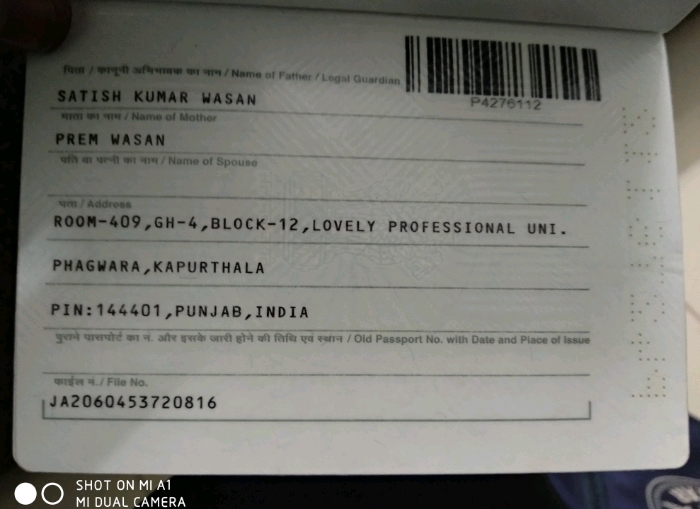 पिता / कानूनी अभिभावक का नाम / Name of Father / Legal Guardian
P4276112
SATISH KUMAR WASAN
माता का नाम / Name of Mother
PREM WASAN
पति या पत्नी का नाम / Name of Spouse
पता / Address
ROOM-409,GH-4,BLOCK-12,LOVELY PROFESSIONAL UNI.
PHAGWARA,KAPURTHALA
PIN:144401,PUNJAB,INDIA
पुराने पासपोर्ट का नं. और इसके जारी होने की तिथि एवं स्थान / Old Passport No. with Date and Place of Issue
फाईल नं./ File No.
JA2060453720816
SHOT ON MI A1
MI DUAL CAMERA